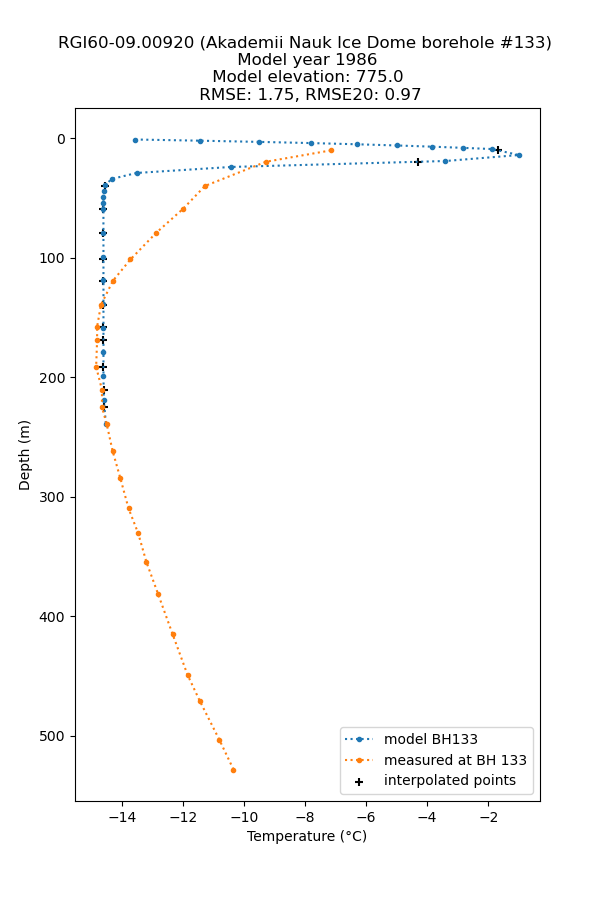 RGI60-09.00920 (Akademii Nauk Ice Dome borehole #133)
Model year 1986
Model elevation: 775.0
RMSE: 1.75, RMSE20: 0.97
0
100
200
300
400
500
Depth (m)
−14
−12
−10
−8
−6
−4
−2
Temperature (°C)
model BH133
measured at BH 133
interpolated points